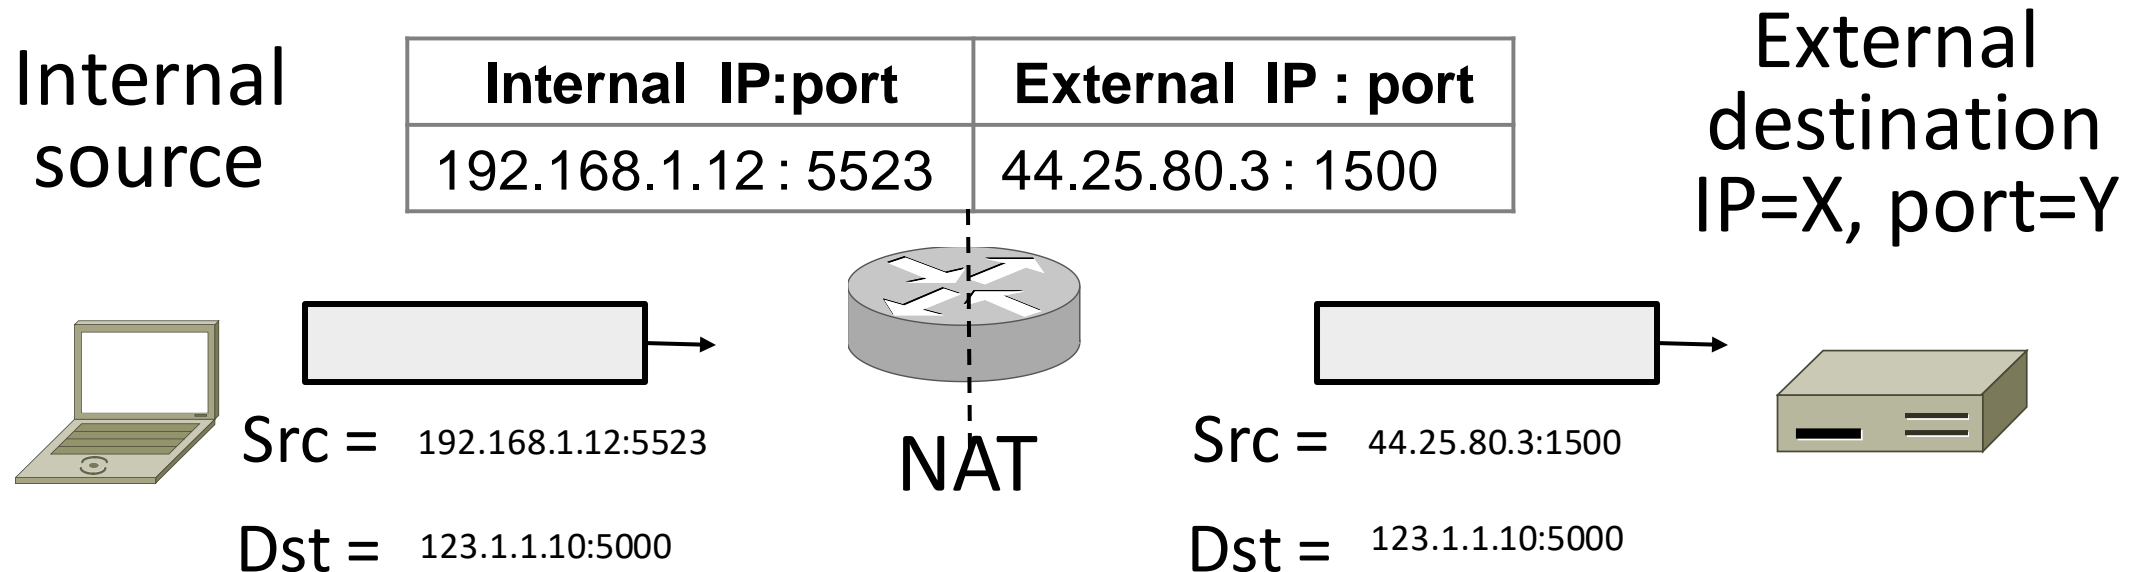 Internal
source
Internal IP:port External IP : port
192.168.1.12 : 5523 44.25.80.3 : 1500
External
destination
IP=X, port=Y
Src = 192.168.1.12:5523
Dst = 123.1.1.10:5000
NAT
Src = 44.25.80.3:1500
Dst = 123.1.1.10:5000